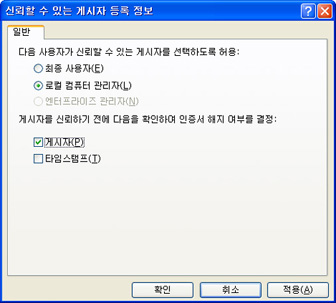 신뢰할 수 있는 게시자 등록 정보
일반
다음 사용자가 신뢰할 수 있는 게시자를 선택하도록 허용:
최종 사용자(E)
로컬 컴퓨터 관리자(L)
엔터프라이즈 관리자(N)
게시자를 신뢰하기 전에 다음을 확인하여 인증서 해지 여부를 결정:
게시자(P)
타임스탬프(T)
확인 취소 적용(A)